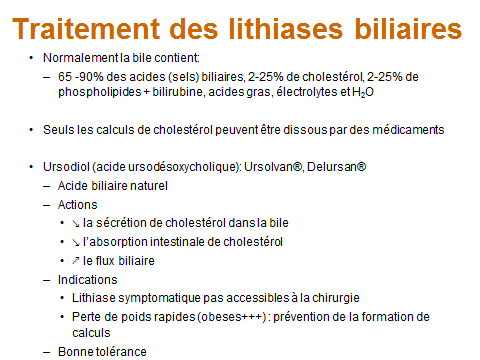 Traitement des lithiases biliaires
• Normalement la bile contient:
– 65 -90% des acides (sels) biliaires, 2-25% de cholestérol, 2-25% de
phospholipides + bilirubine, acides gras, électrolytes et H₂O
• Seuls les calculs de cholestérol peuvent être dissous par des médicaments
• Ursodiol (acide ursodésoxycholique): Ursolvan®, Delursan®
– Acide biliaire naturel
– Actions
• ↘ la sécrétion de cholestérol dans la bile
• ↘ l'absorption intestinale de cholestérol
• ↗ le flux biliaire
– Indications
• Lithiase symptomatique pas accessibles à la chirurgie
• Perte de poids rapides (obeses+++) : prévention de la formation de
calculs
– Bonne tolérance